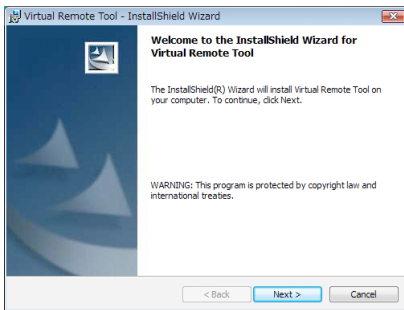 Virtual Remote Tool - InstallShield Wizard
Welcome to the InstallShield Wizard for
Virtual Remote Tool
The InstallShield(R) Wizard will install Virtual Remote Tool on
your computer. To continue, click Next.
WARNING: This program is protected by copyright law and
international treaties.
< Back Next > Cancel